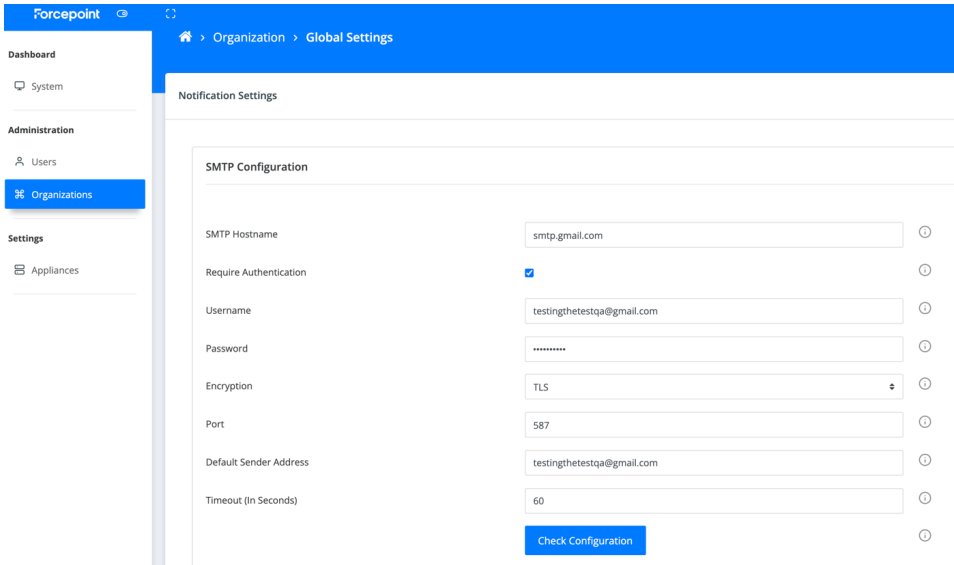 Forcepoint
Organization > Global Settings
Dashboard
System
Administration
Users
Organizations
Settings
Appliances
Notification Settings
SMTP Configuration
SMTP Hostname smtp.gmail.com
Require Authentication
Username testingthetestqa@gmail.com
Password ••••••••••
Encryption TLS
Port 587
Default Sender Address testingthetestqa@gmail.com
Timeout (In Seconds) 60
Check Configuration